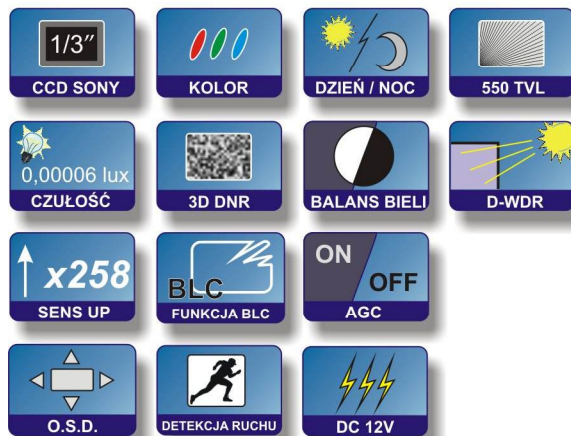 1/3″
CCD SONY
KOLOR
DZIEŃ / NOC
550 TVL
0,00006 lux
CZUŁOŚĆ
3D DNR
BALANS BIELI
D-WDR
x258
SENS UP
BLC
FUNKCJA BLC
ON
OFF
AGC
O.S.D.
DETEKCJA RUCHU
DC 12V